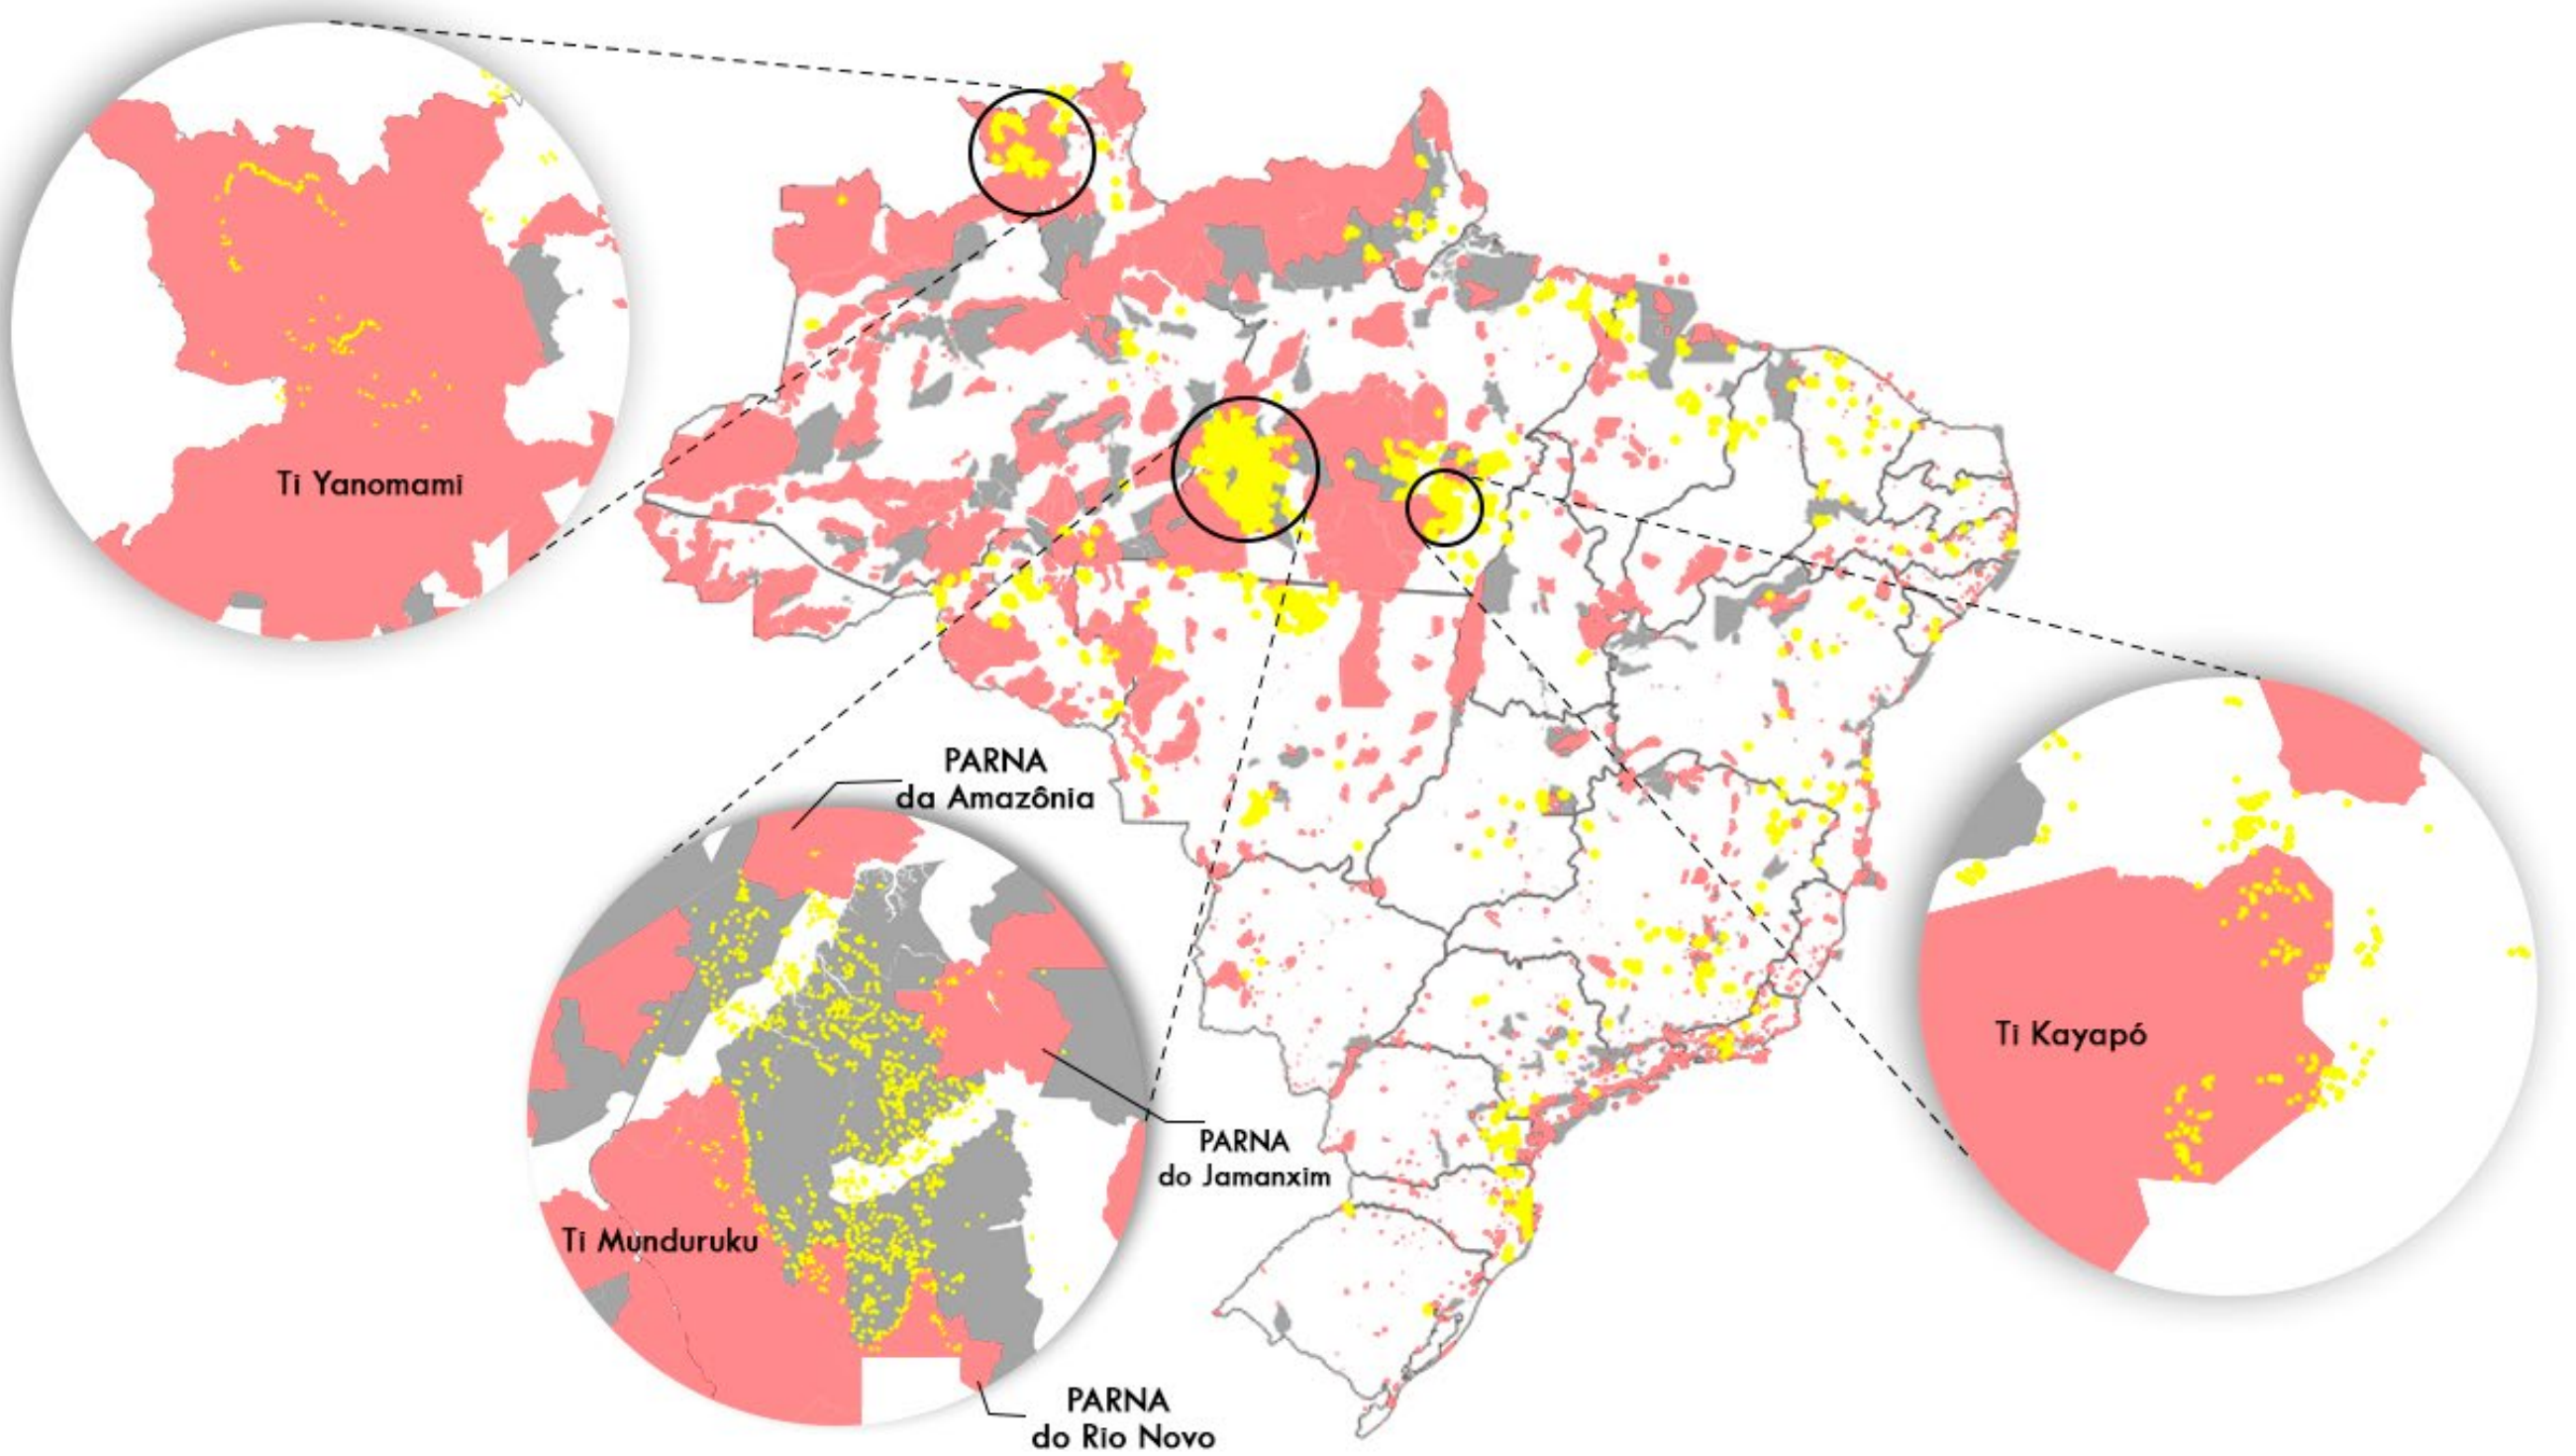 Ti Yanomami
PARNA
da Amazônia
PARNA
do Jamanxim
Ti Munduruku
PARNA
do Rio Novo
Ti Kayapó